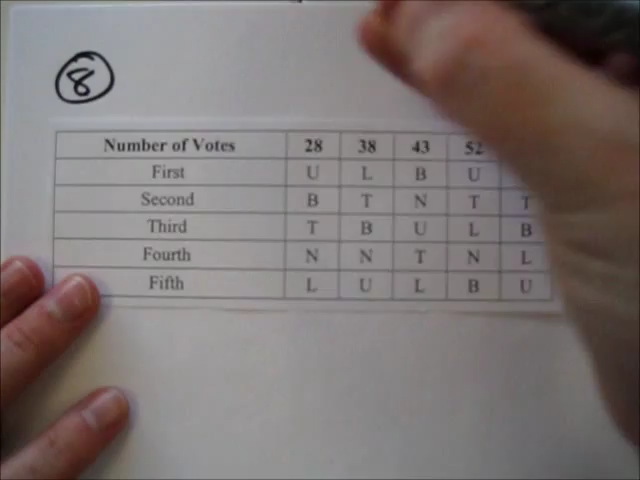 8
Number of Votes 28 38 43 52
First U L B U
Second B T N T T
Third T B U L B
Fourth N N T N L
Fifth L U L B U